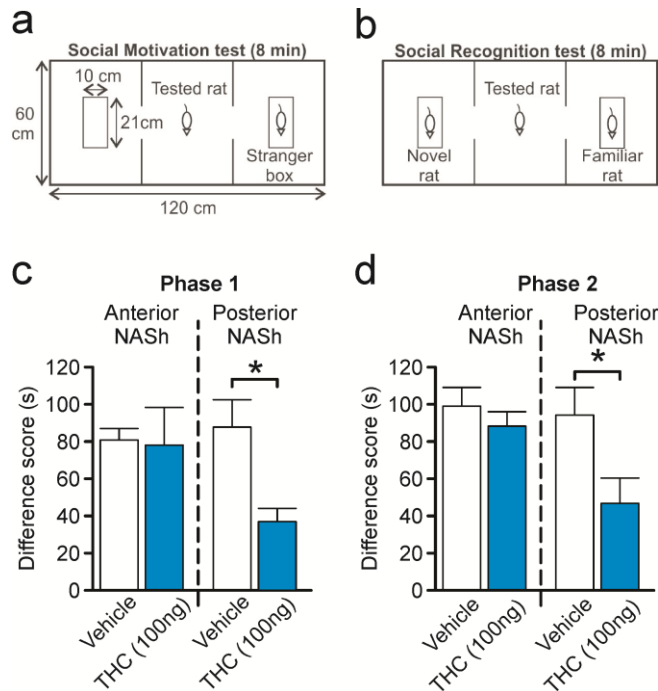 a
Social Motivation test (8 min)
10 cm
Tested rat
60
cm
21cm
Stranger
box
120 cm
b
Social Recognition test (8 min)
Tested rat
Novel
rat
Familiar
rat
c
Phase 1
Anterior
NASh
Posterior
NASh
*
Difference score (s)
120
100
80
60
40
20
0
Vehicle
THC (100ng)
Vehicle
THC (100ng)
d
Phase 2
Anterior
NASh
Posterior
NASh
*
Difference score (s)
120
100
80
60
40
20
0
Vehicle
THC (100ng)
Vehicle
THC (100ng)